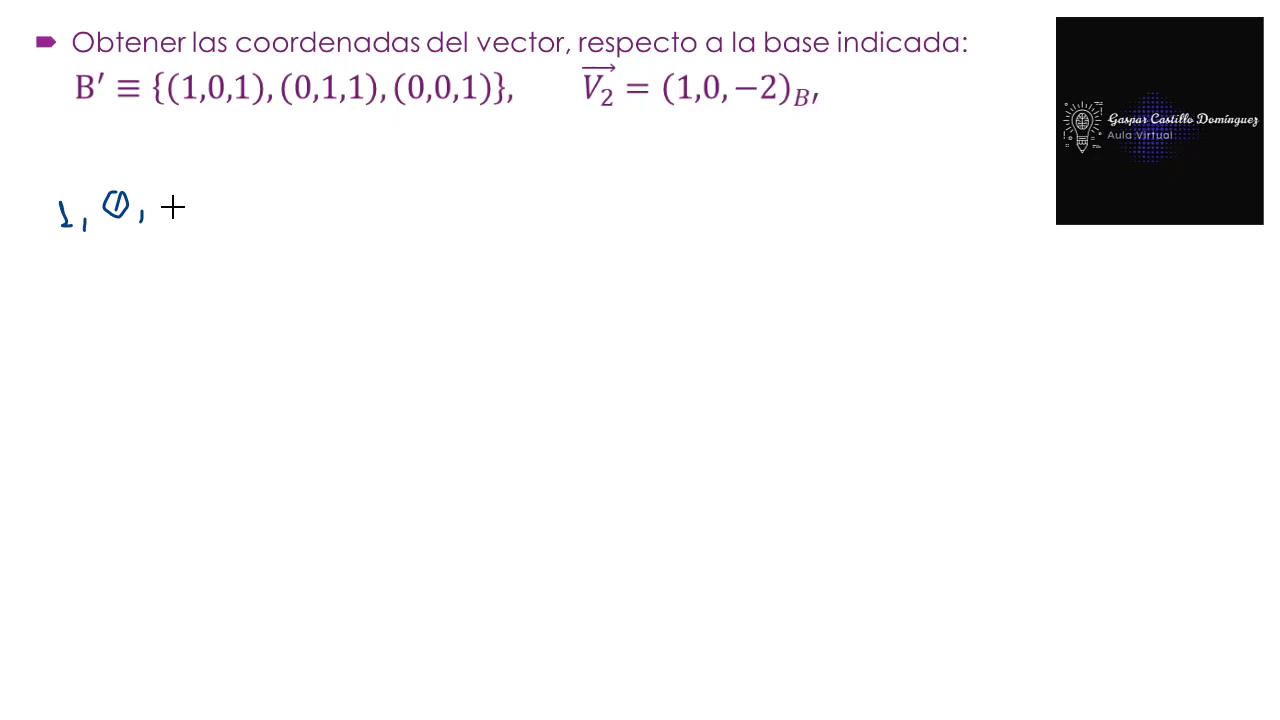 Obtener las coordenadas del vector, respecto a la base indicada:
B′ ≡ {(1,0,1), (0,1,1), (0,0,1)}, V₂⃗ = (1,0, −2)_B′
Gaspar Castillo Domínguez
Aula Virtual
1, 0,